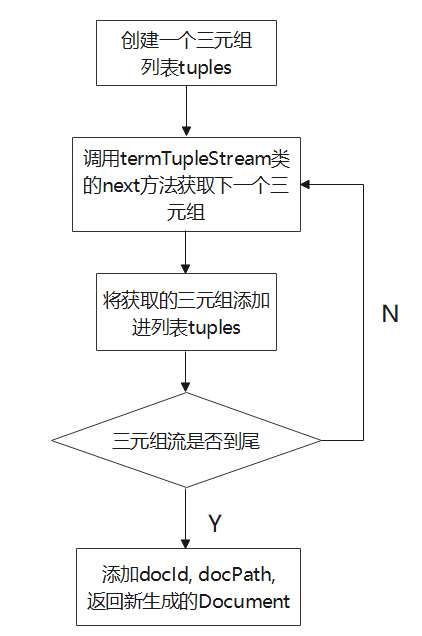 创建一个三元组
列表tuples
调用termTupleStream类
的next方法获取下一个三
元组
将获取的三元组添加
进列表tuples
N
三元组流是否到尾
Y
添加docId, docPath,
返回新生成的Document